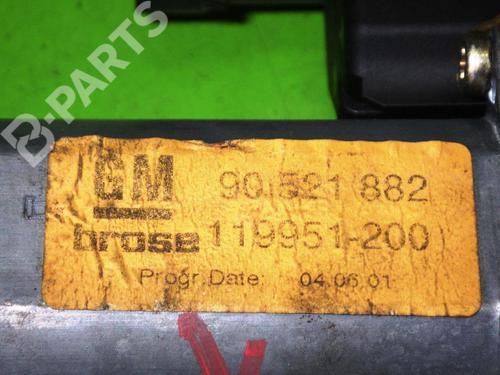 B-PARTS
GM 90 521 882
brose 119951-200
Progr.Date: 04.06.01